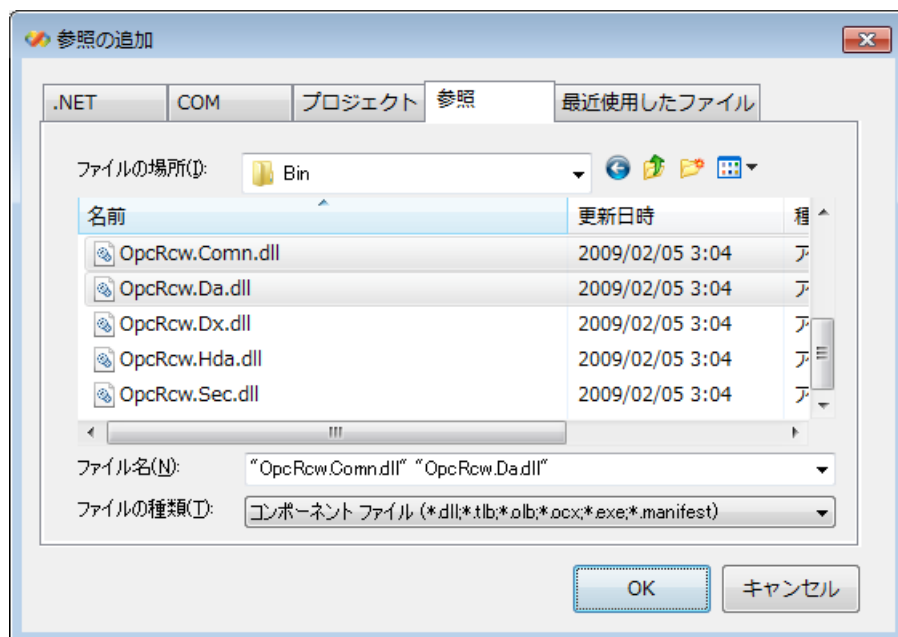 参照の追加
.NET COM プロジェクト 参照 最近使用したファイル
ファイルの場所(I): Bin
名前 更新日時 種
OpcRcw.Comn.dll 2009/02/05 3:04 ア
OpcRcw.Da.dll 2009/02/05 3:04 ア
OpcRcw.Dx.dll 2009/02/05 3:04 ア
OpcRcw.Hda.dll 2009/02/05 3:04 ア
OpcRcw.Sec.dll 2009/02/05 3:04 ア
ファイル名(N): "OpcRcw.Comn.dll" "OpcRcw.Da.dll"
ファイルの種類(T): コンポーネント ファイル (*.dll;*.tlb;*.olb;*.ocx;*.exe;*.manifest)
OK キャンセル